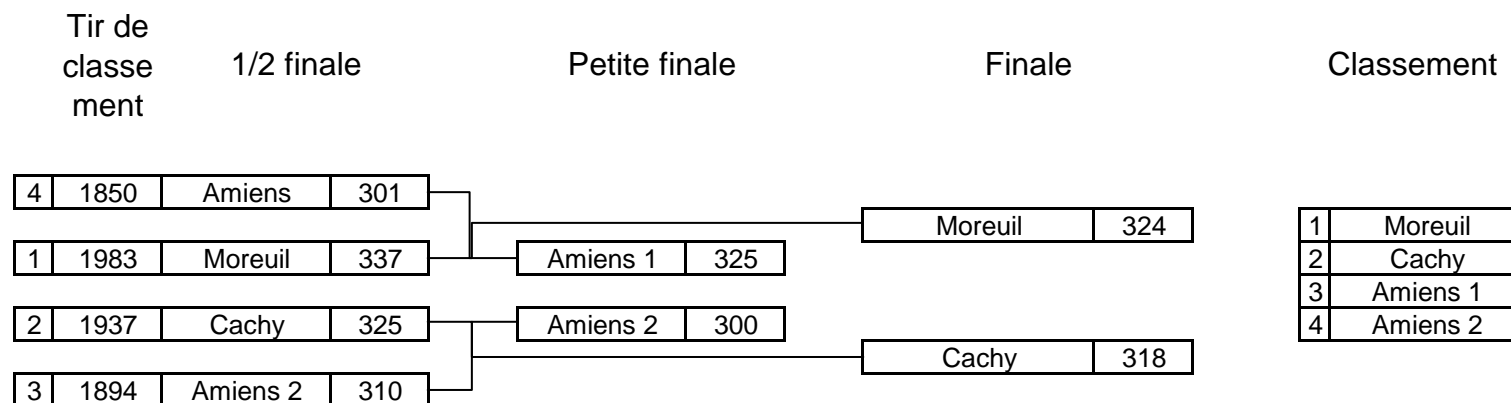 Tir de classe ment 1/2 finale Petite finale Finale Classement
4 1850 Amiens 301
Moreuil 324 1 Moreuil
1 1983 Moreuil 337 Amiens 1 325 2 Cachy
3 Amiens 1
2 1937 Cachy 325 Amiens 2 300 4 Amiens 2
Cachy 318
3 1894 Amiens 2 310